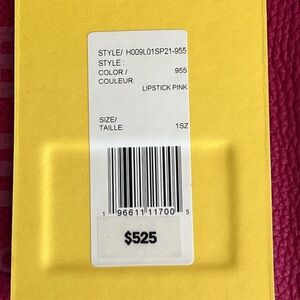 STYLE/ H009L01SP21-955
STYLE :
COLOR / 955
COULEUR:
LIPSTICK PINK
SIZE/
TAILLE: 1SZ
1 96611 11700 5
$525